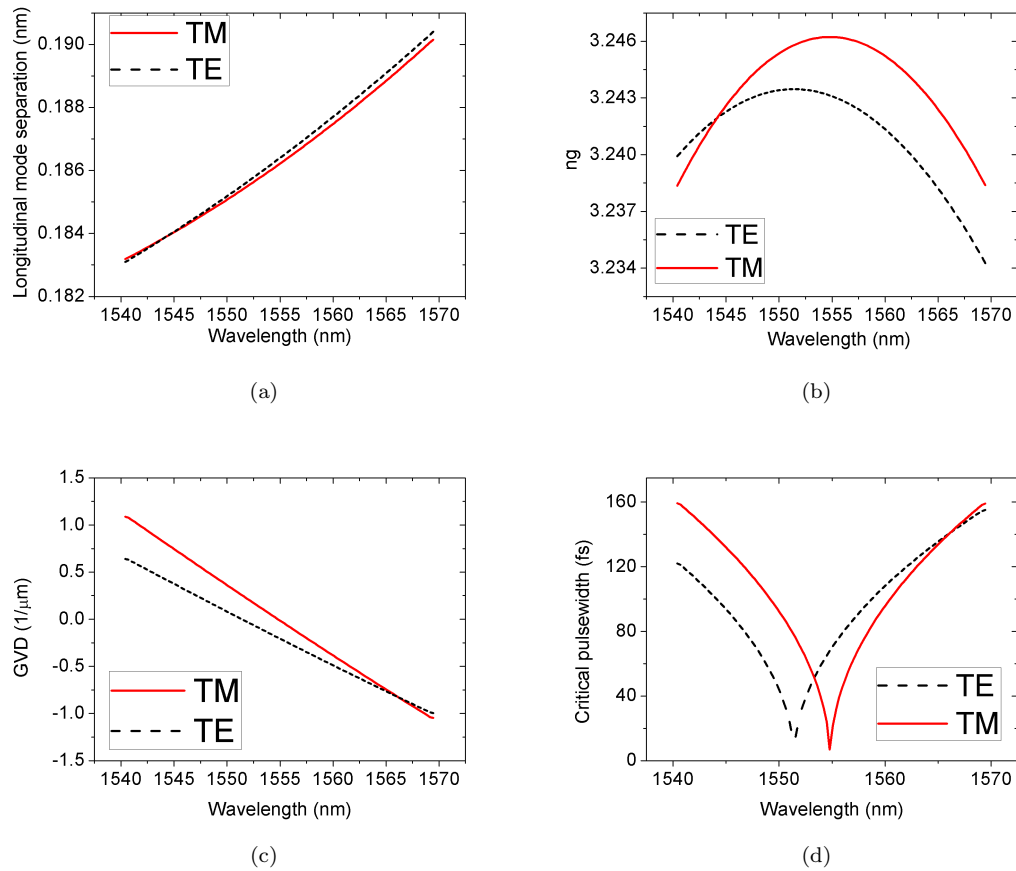 Longitudinal mode separation (nm)
0.190
0.188
0.186
0.184
0.182
TM
TE
1540 1545 1550 1555 1560 1565 1570
Wavelength (nm)
(a)
ng
3.246
3.243
3.240
3.237
3.234
TE
TM
1540 1545 1550 1555 1560 1565 1570
Wavelength (nm)
(b)
GVD (1/μm)
1.5
1.0
0.5
0.0
-0.5
-1.0
-1.5
TM
TE
1540 1545 1550 1555 1560 1565 1570
Wavelength (nm)
(c)
Critical pulsewidth (fs)
160
120
80
40
0
TE
TM
1540 1550 1560 1570
Wavelength (nm)
(d)